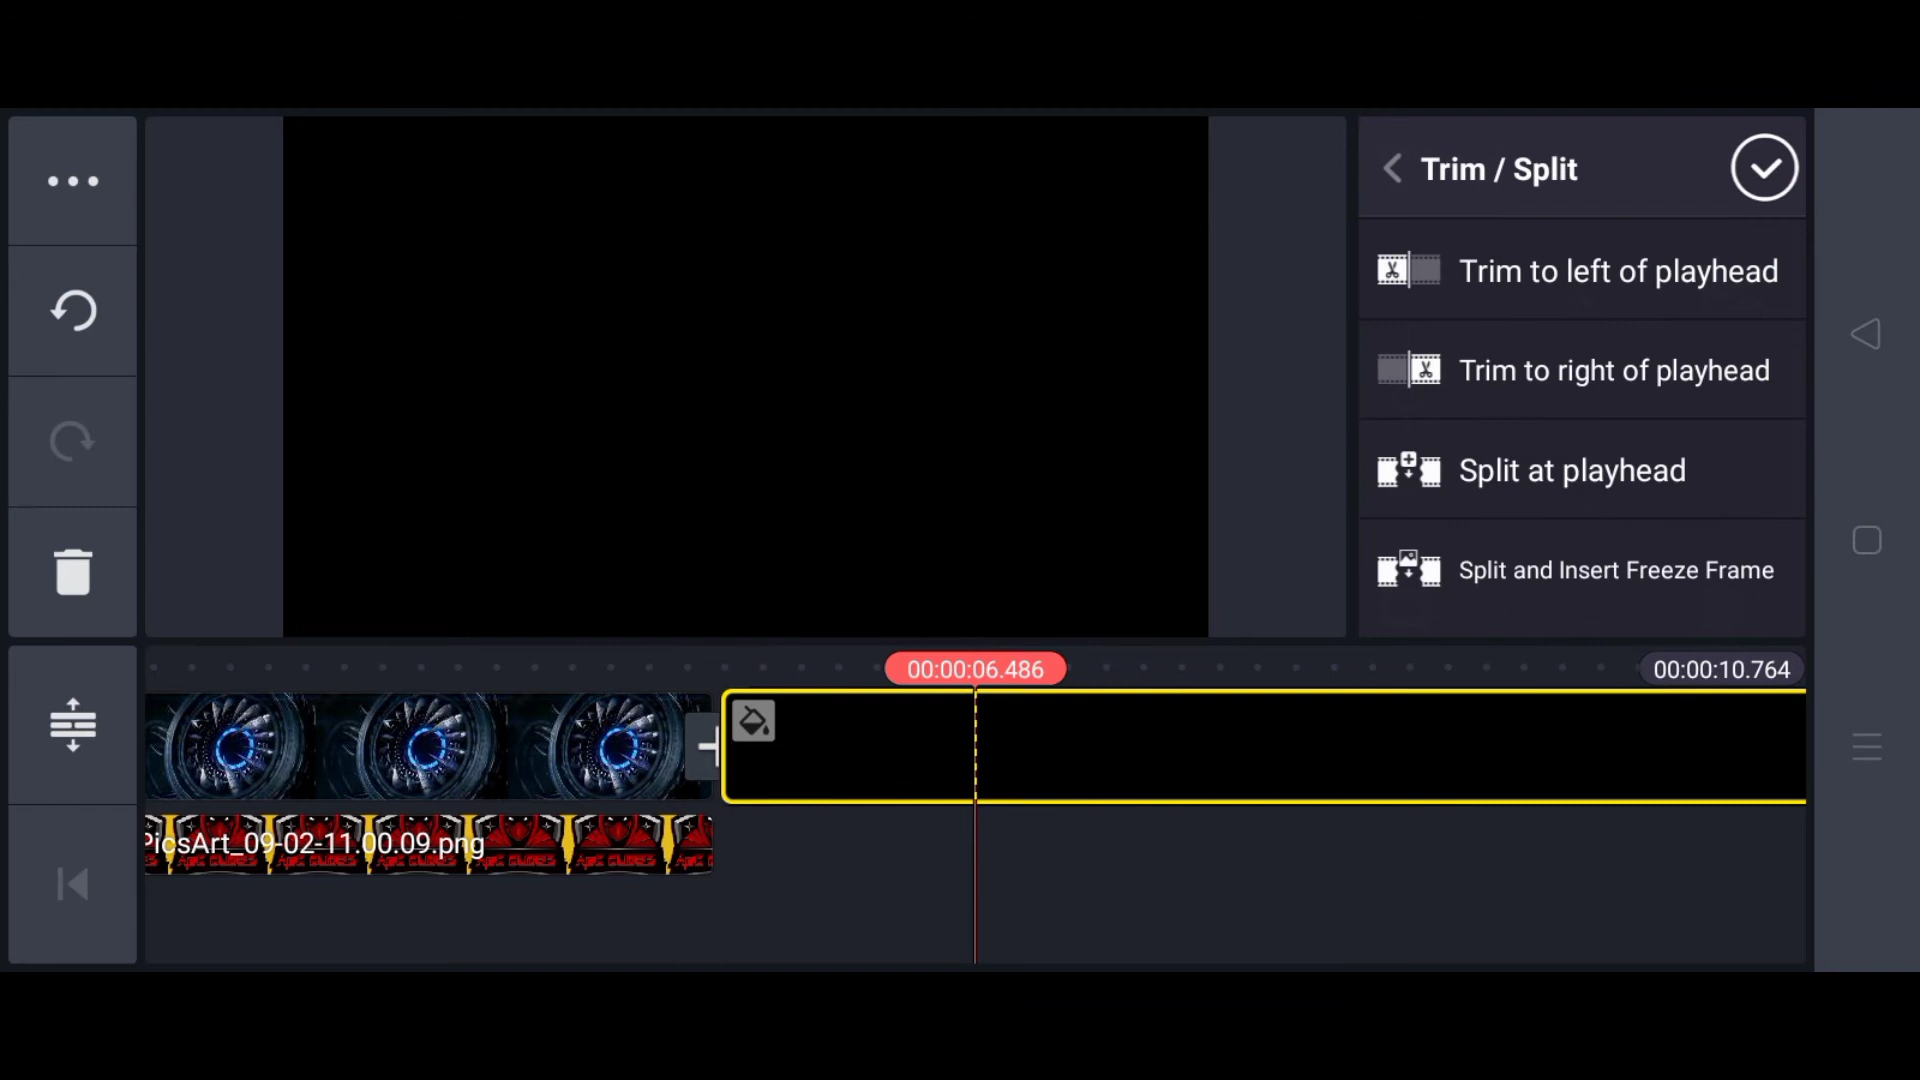 Trim / Split
Trim to left of playhead
Trim to right of playhead
Split at playhead
Split and Insert Freeze Frame
00:00:06.486
00:00:10.764
PicsArt_09-02-11.00.09.png